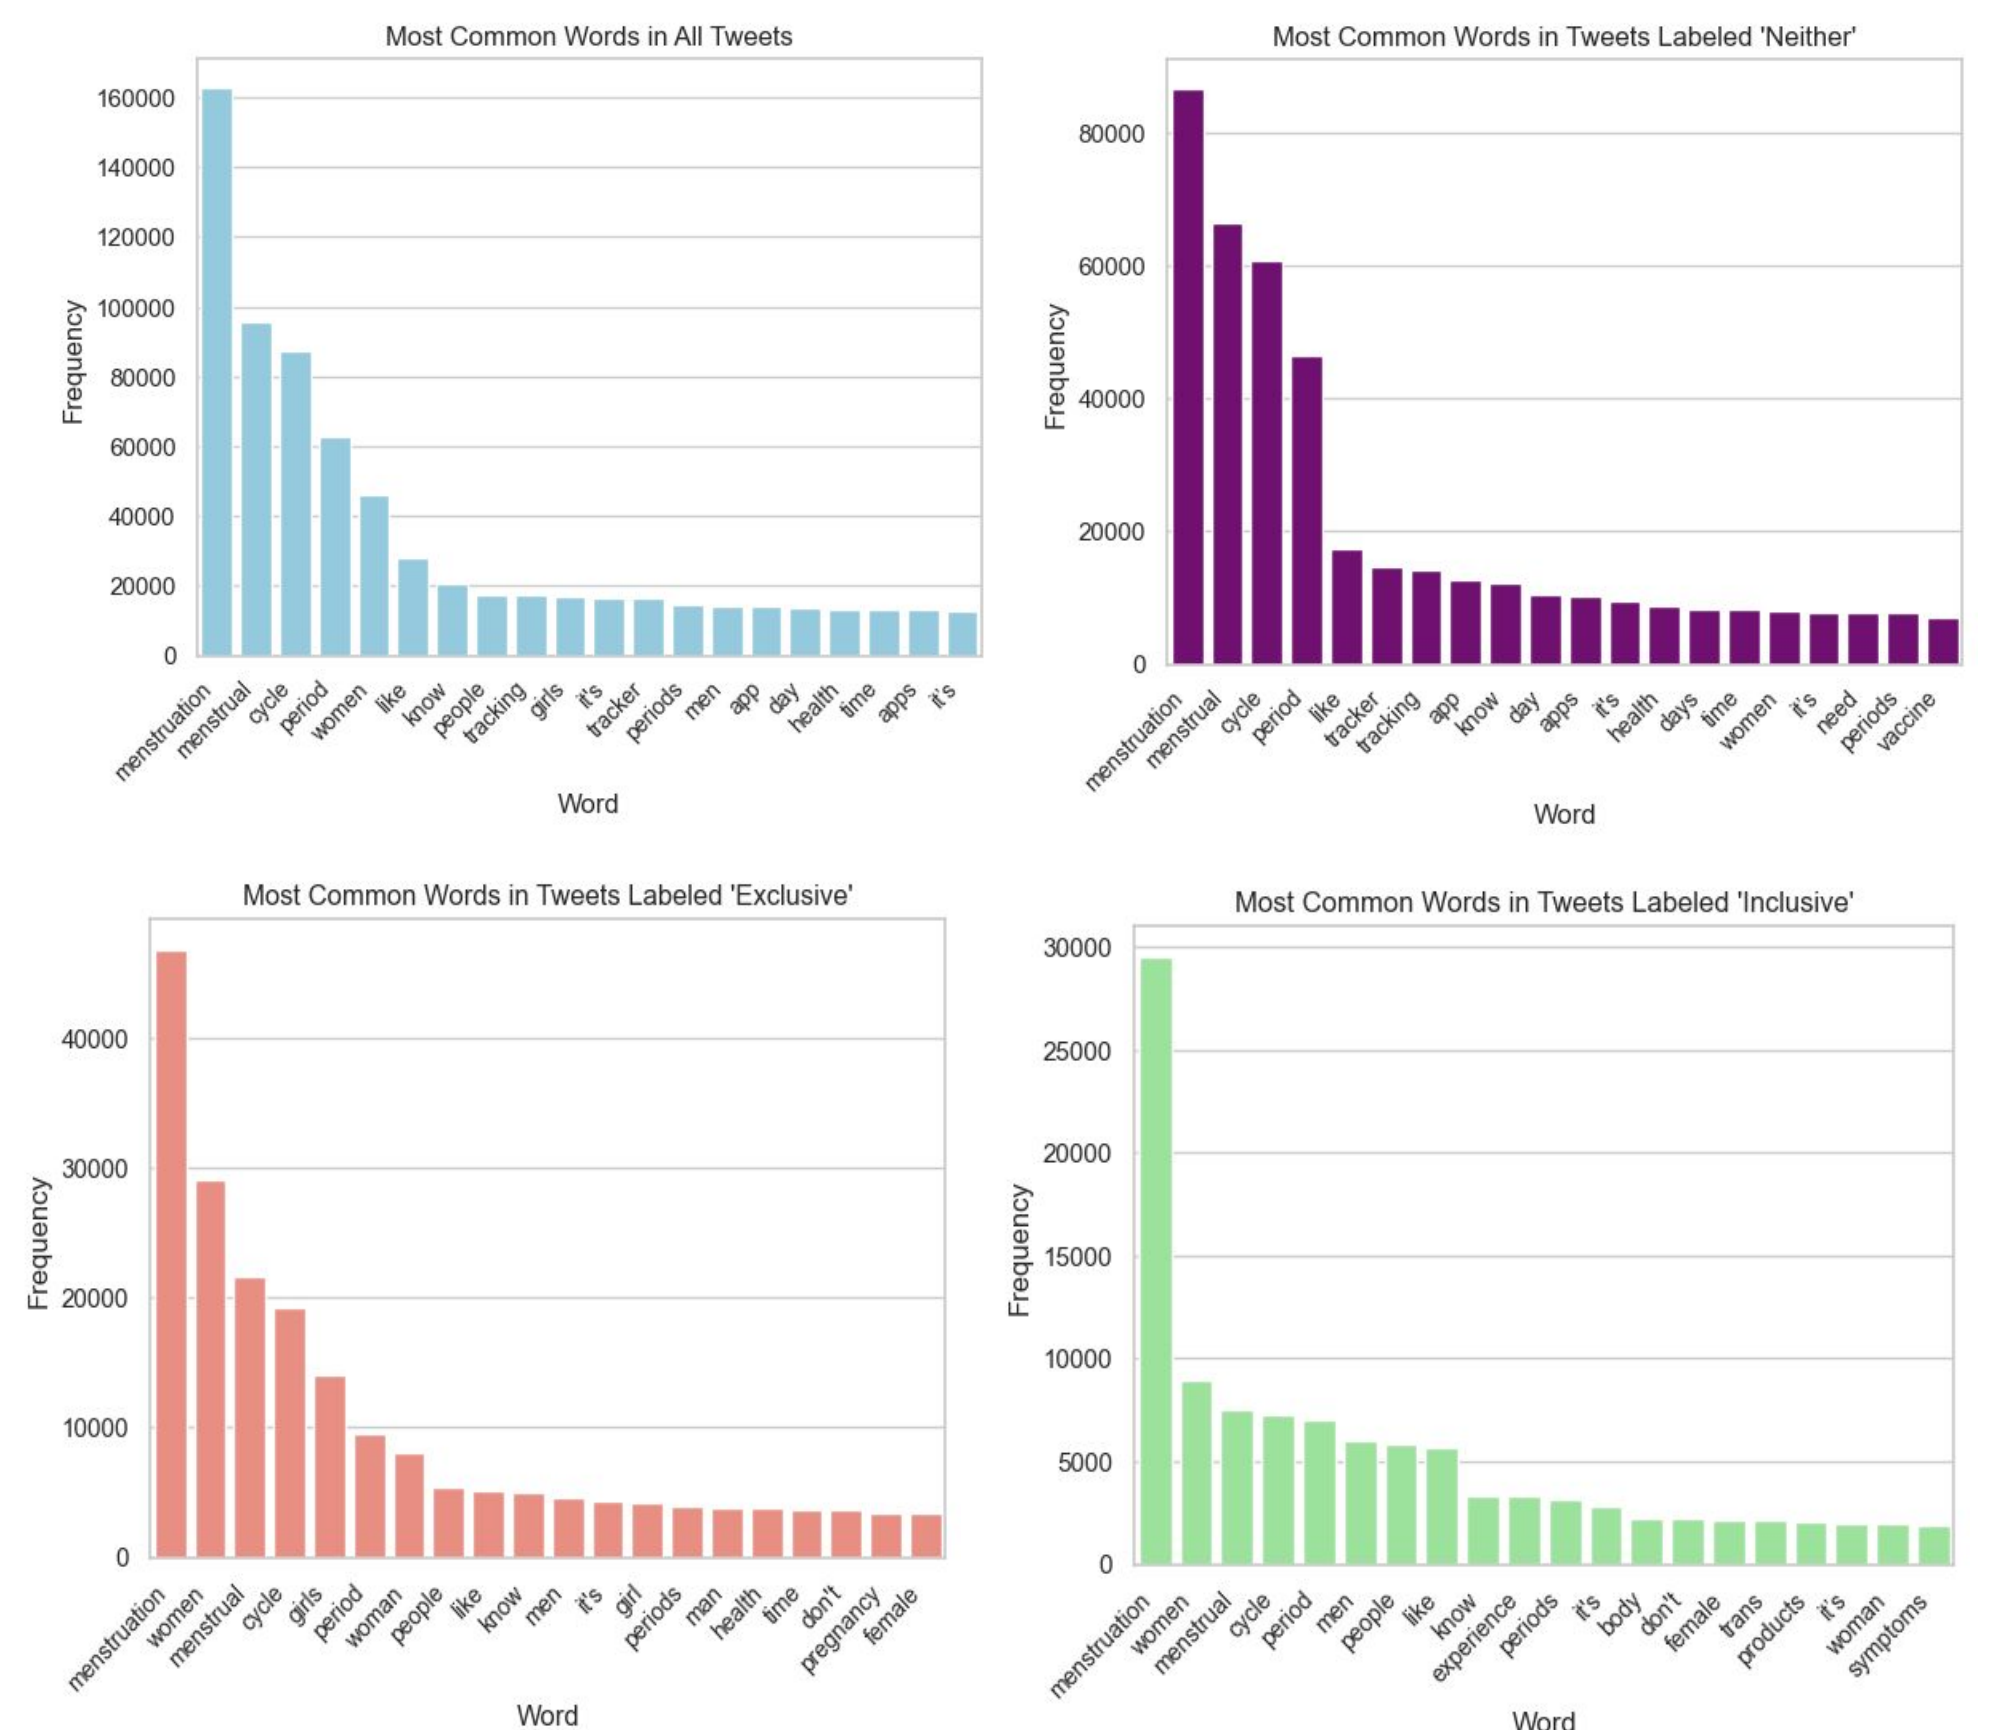 Most Common Words in All Tweets
Frequency
160000
140000
120000
100000
80000
60000
40000
20000
0
menstruation
menstrual
cycle
period
women
like
know
people
tracking
girls
it's
tracker
periods
men
app
day
health
time
apps
it's
Word
Most Common Words in Tweets Labeled 'Neither'
Frequency
80000
60000
40000
20000
0
menstruation
menstrual
cycle
period
like
tracker
tracking
app
know
day
apps
it's
health
days
time
women
it's
need
periods
vaccine
Word
Most Common Words in Tweets Labeled 'Exclusive'
Frequency
40000
30000
20000
10000
0
menstruation
women
menstrual
cycle
girls
period
woman
people
like
know
men
it's
girl
periods
man
health
time
don't
pregnancy
female
Word
Most Common Words in Tweets Labeled 'Inclusive'
Frequency
30000
25000
20000
15000
10000
5000
0
menstruation
women
menstrual
cycle
period
men
people
like
know
experience
periods
it's
body
don't
female
trans
products
it's
woman
symptoms
Word